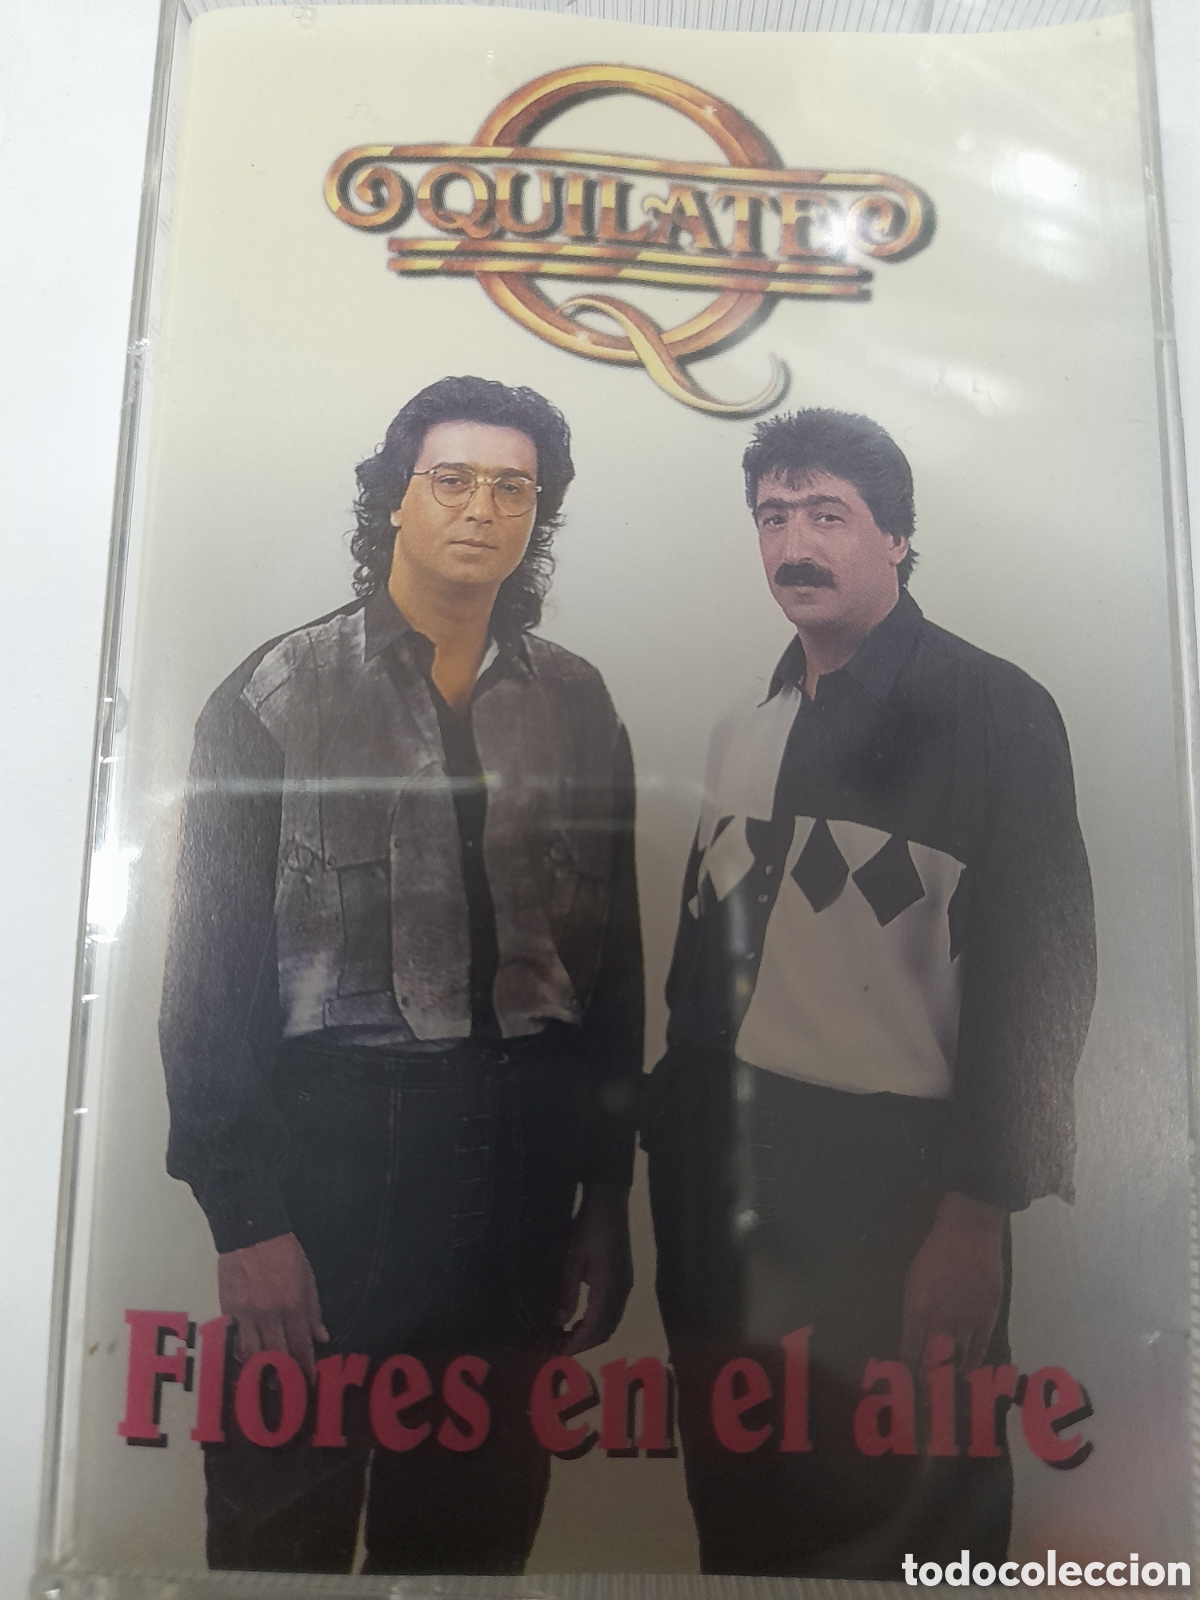 QUILATE
Flores en el aire
todocoleccion